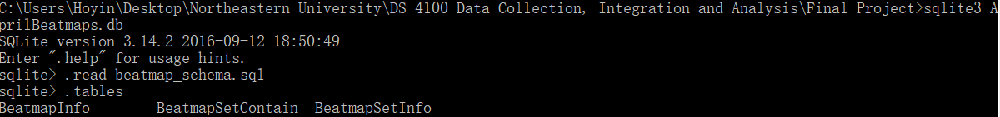 C:\Users\Hoyin\Desktop\Northeastern University\DS 4100 Data Collection, Integration and Analysis\Final Project>sqlite3 A
prilBeatmaps.db
SQLite version 3.14.2 2016-09-12 18:50:49
Enter ".help" for usage hints.
sqlite> .read beatmap_schema.sql
sqlite> .tables
BeatmapInfo        BeatmapSetContain  BeatmapSetInfo